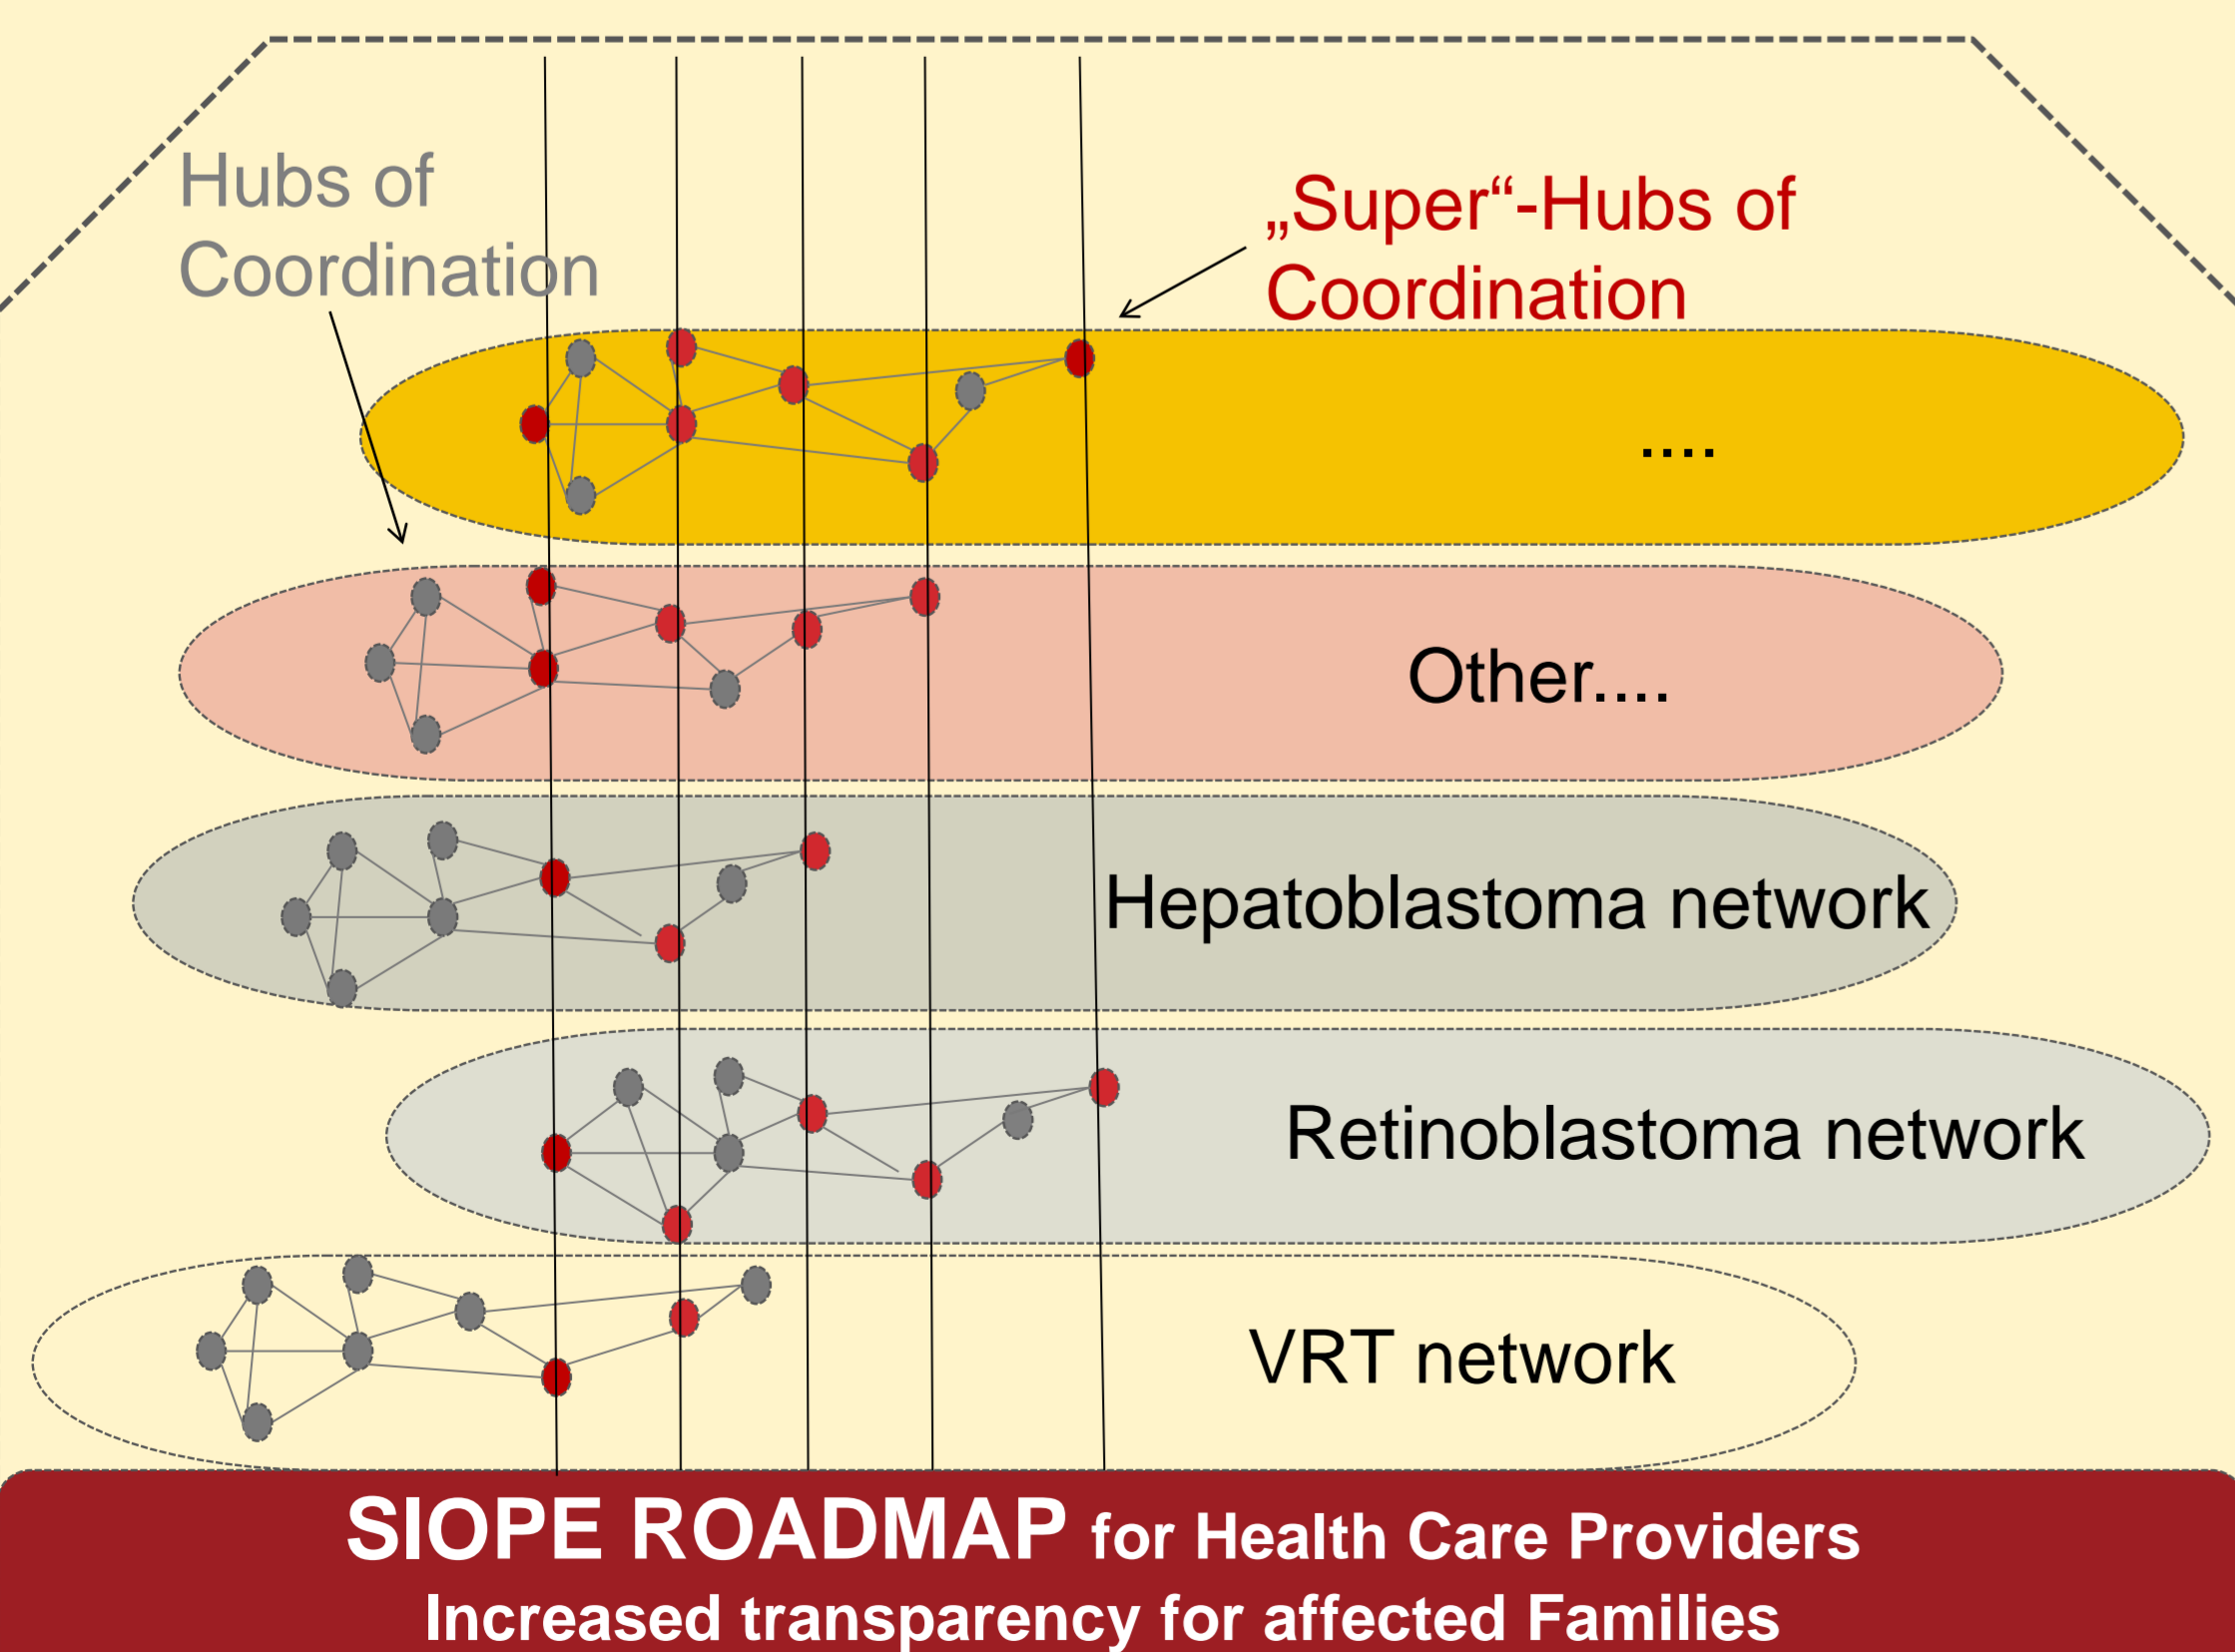 Hubs of
Coordination
„Super“-Hubs of
Coordination
....
Other....
Hepatoblastoma network
Retinoblastoma network
VRT network
SIOPE ROADMAP for Health Care Providers
Increased transparency for affected Families